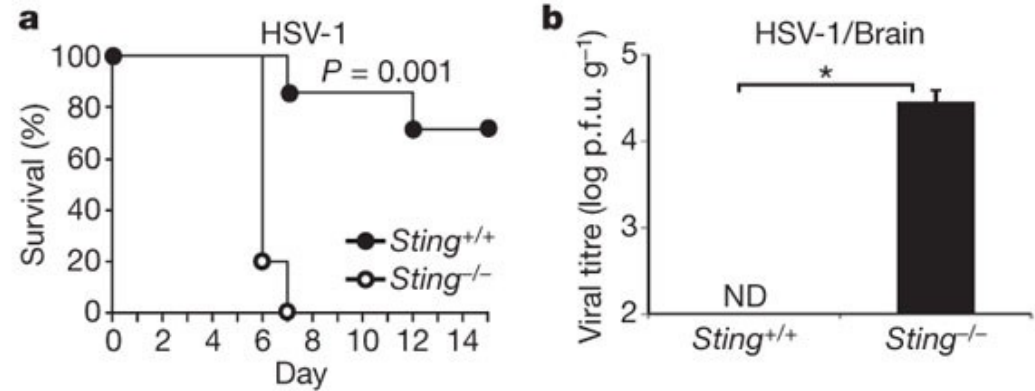 a
HSV-1
P = 0.001
Survival (%)
100
80
60
40
20
0
Sting+/+
Sting–/–
0 2 4 6 8 10 12 14
Day
b
HSV-1/Brain
*
Viral titre (log p.f.u. g–1)
5
4
3
2
ND
Sting+/+ Sting–/–